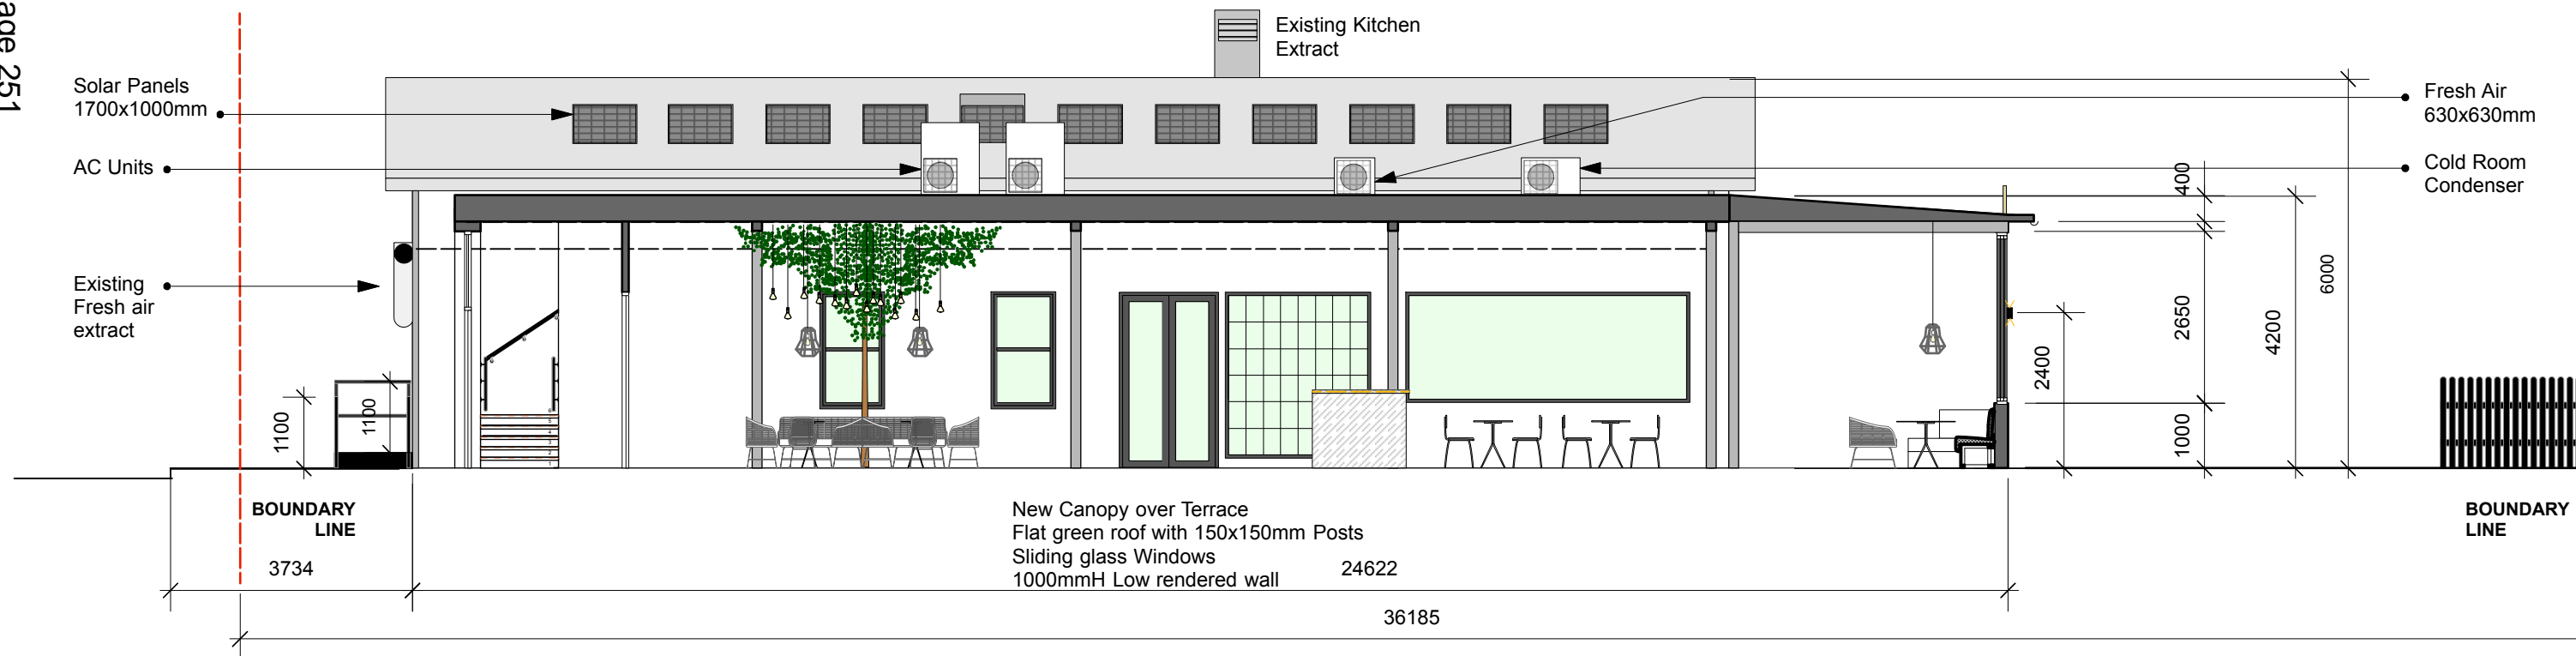 age 251
Existing Kitchen
Extract
Solar Panels
1700x1000mm
AC Units
Existing
Fresh air
extract
Fresh Air
630x630mm
Cold Room
Condenser
400
2650
1000
4200
6000
2400
1100
1100
BOUNDARY
LINE
3734
New Canopy over Terrace
Flat green roof with 150x150mm Posts
Sliding glass Windows
1000mmH Low rendered wall
24622
36185
BOUNDARY
LINE